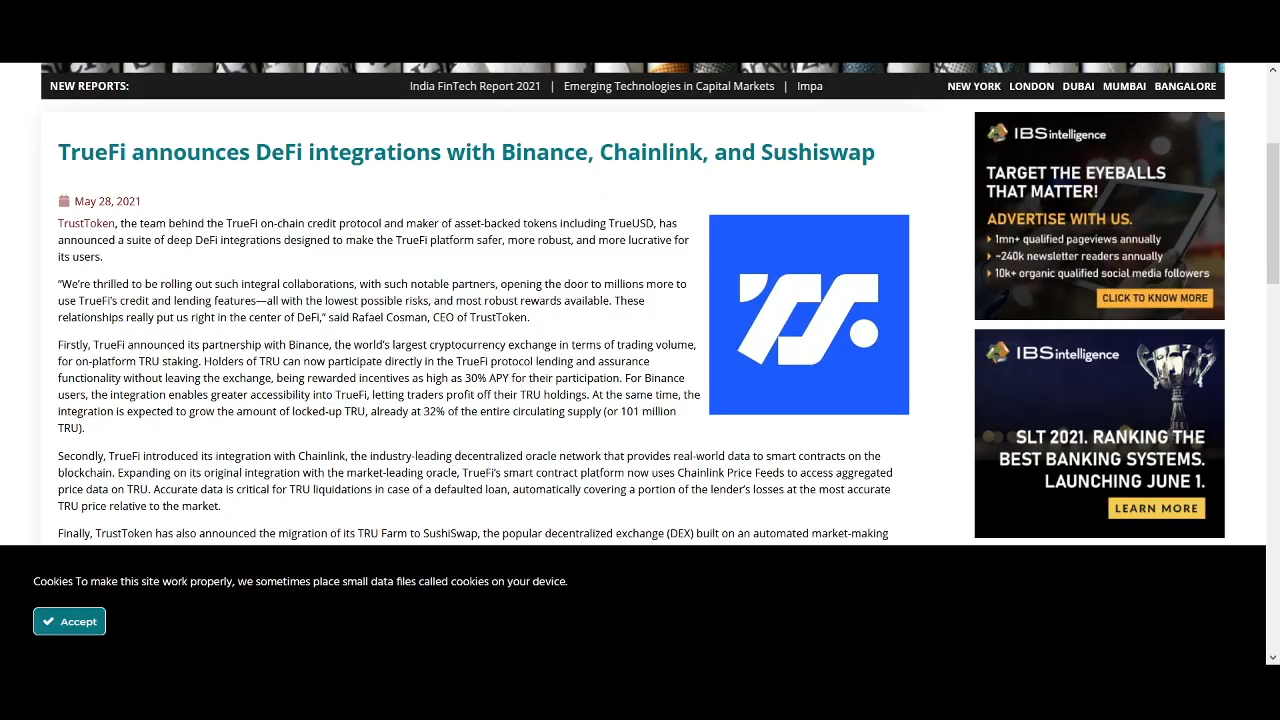 NEW REPORTS:
India FinTech Report 2021 | Emerging Technologies in Capital Markets | Impa
NEW YORK LONDON DUBAI MUMBAI BANGALORE
TrueFi announces DeFi integrations with Binance, Chainlink, and Sushiswap
May 28, 2021
TrustToken, the team behind the TrueFi on-chain credit protocol and maker of asset-backed tokens including TrueUSD, has
announced a suite of deep DeFi integrations designed to make the TrueFi platform safer, more robust, and more lucrative for
its users.
“We’re thrilled to be rolling out such integral collaborations, with such notable partners, opening the door to millions more to
use TrueFi’s credit and lending features—all with the lowest possible risks, and most robust rewards available. These
relationships really put us right in the center of DeFi,” said Rafael Cosman, CEO of TrustToken.
Firstly, TrueFi announced its partnership with Binance, the world’s largest cryptocurrency exchange in terms of trading volume,
for on-platform TRU staking. Holders of TRU can now participate directly in the TrueFi protocol lending and assurance
functionality without leaving the exchange, being rewarded incentives as high as 30% APY for their participation. For Binance
users, the integration enables greater accessibility into TrueFi, letting traders profit off their TRU holdings. At the same time, the
integration is expected to grow the amount of locked-up TRU, already at 32% of the entire circulating supply (or 101 million
TRU).
Secondly, TrueFi introduced its integration with Chainlink, the industry-leading decentralized oracle network that provides real-world data to smart contracts on the
blockchain. Expanding on its original integration with the market-leading oracle, TrueFi’s smart contract platform now uses Chainlink Price Feeds to access aggregated
price data on TRU. Accurate data is critical for TRU liquidations in case of a defaulted loan, automatically covering a portion of the lender’s losses at the most accurate
TRU price relative to the market.
Finally, TrustToken has also announced the migration of its TRU Farm to SushiSwap, the popular decentralized exchange (DEX) built on an automated market-making
IBS intelligence
TARGET THE EYEBALLS
THAT MATTER!
ADVERTISE WITH US.
1mn+ qualified pageviews annually
~240k newsletter readers annually
10k+ organic qualified social media followers
CLICK TO KNOW MORE
IBS intelligence
SLT 2021. RANKING THE
BEST BANKING SYSTEMS.
LAUNCHING JUNE 1.
LEARN MORE
Cookies To make this site work properly, we sometimes place small data files called cookies on your device.
Accept